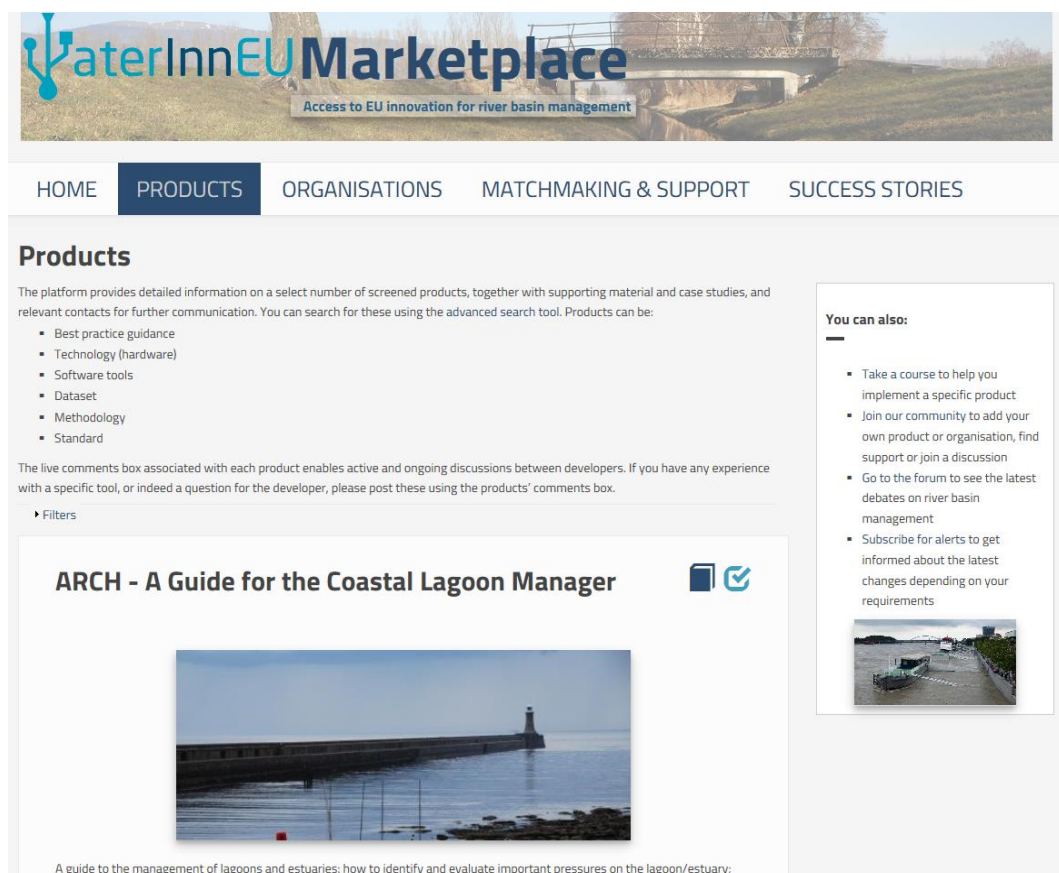 WaterInnEU Marketplace
Access to EU innovation for river basin management
HOME PRODUCTS ORGANISATIONS MATCHMAKING & SUPPORT SUCCESS STORIES
Products
The platform provides detailed information on a select number of screened products, together with supporting material and case studies, and
relevant contacts for further communication. You can search for these using the advanced search tool. Products can be:
Best practice guidance
Technology (hardware)
Software tools
Dataset
Methodology
Standard
The live comments box associated with each product enables active and ongoing discussions between developers. If you have any experience
with a specific tool, or indeed a question for the developer, please post these using the products' comments box.
Filters
ARCH - A Guide for the Coastal Lagoon Manager
A guide to the management of lagoons and estuaries: how to identify and evaluate important pressures on the lagoon/estuary;
You can also:
Take a course to help you
implement a specific product
Join our community to add your
own product or organisation, find
support or join a discussion
Go to the forum to see the latest
debates on river basin
management
Subscribe for alerts to get
informed about the latest
changes depending on your
requirements